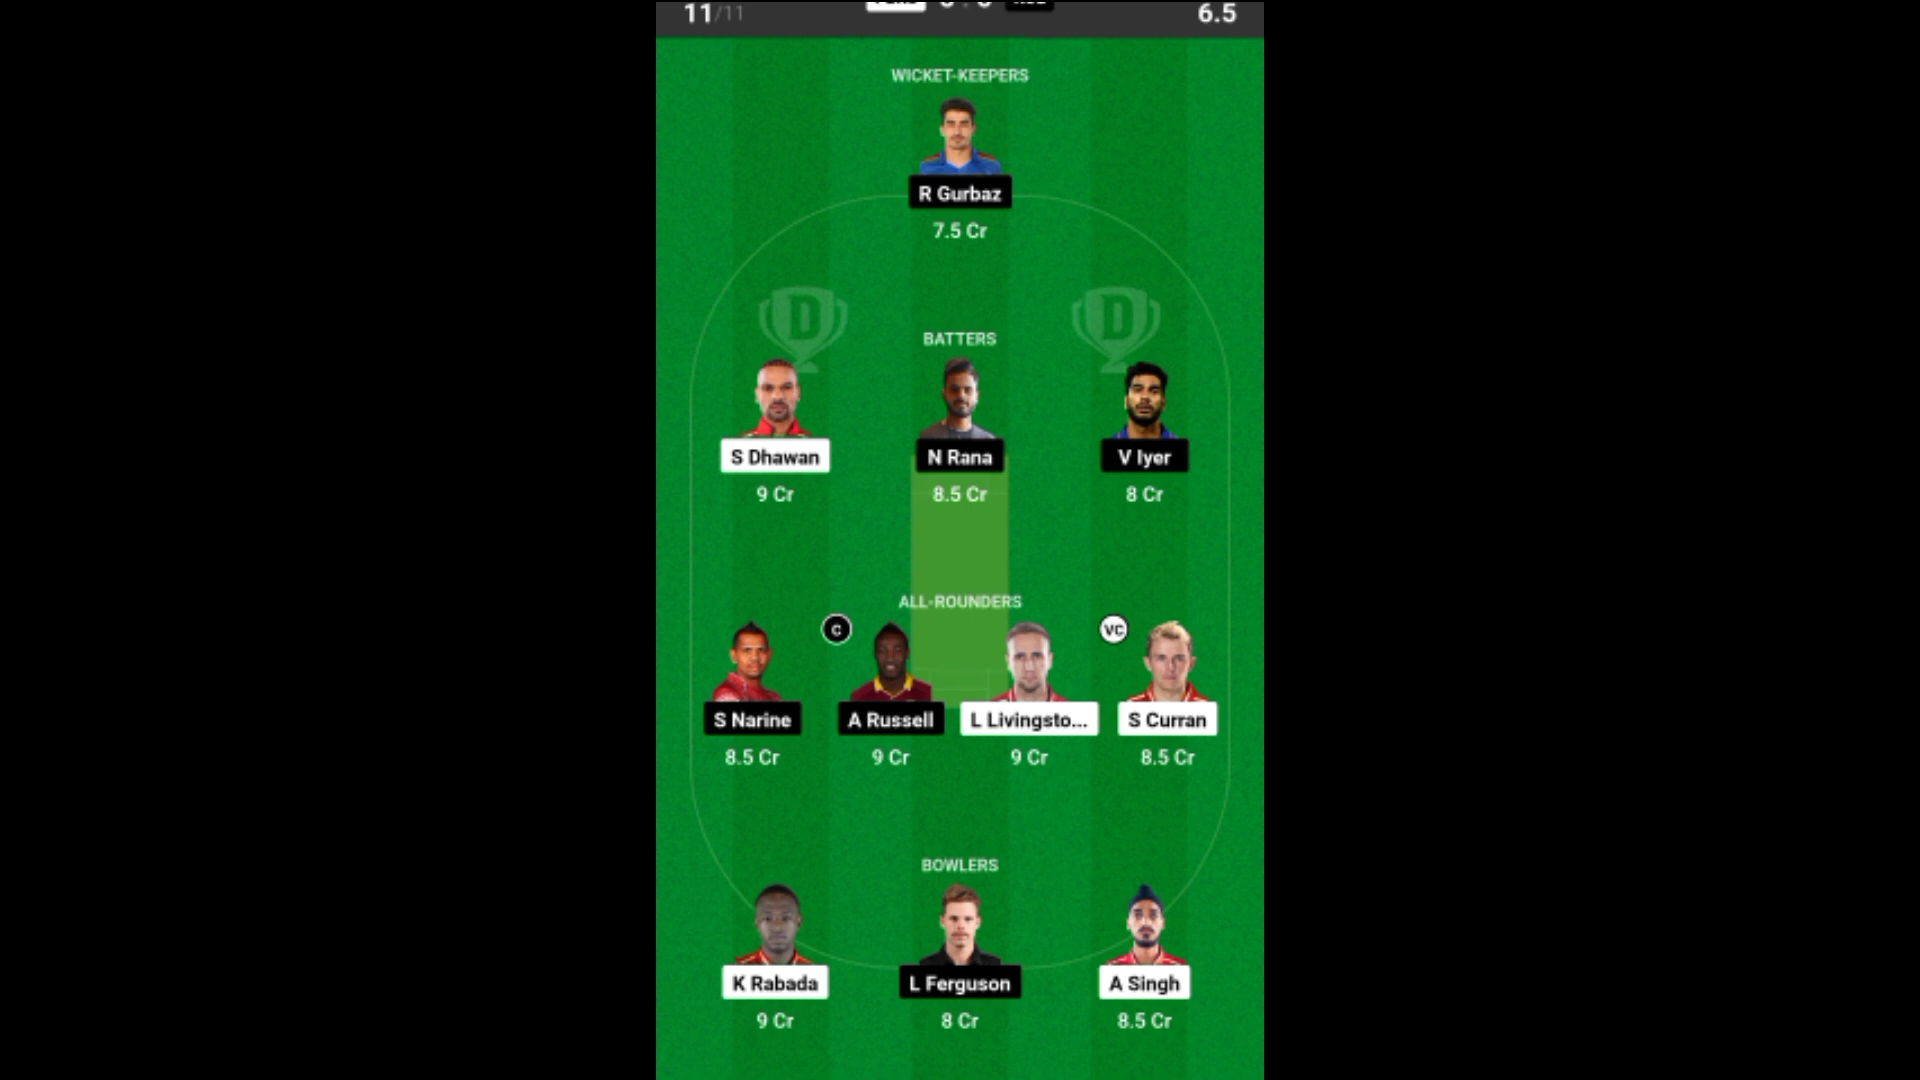 11/11
6.5
WICKET-KEEPERS
R Gurbaz
7.5 Cr
D D
BATTERS
S Dhawan N Rana V Iyer
9 Cr 8.5 Cr 8 Cr
ALL-ROUNDERS
C VC
S Narine A Russell L Livingsto... S Curran
8.5 Cr 9 Cr 9 Cr 8.5 Cr
BOWLERS
K Rabada L Ferguson A Singh
9 Cr 8 Cr 8.5 Cr